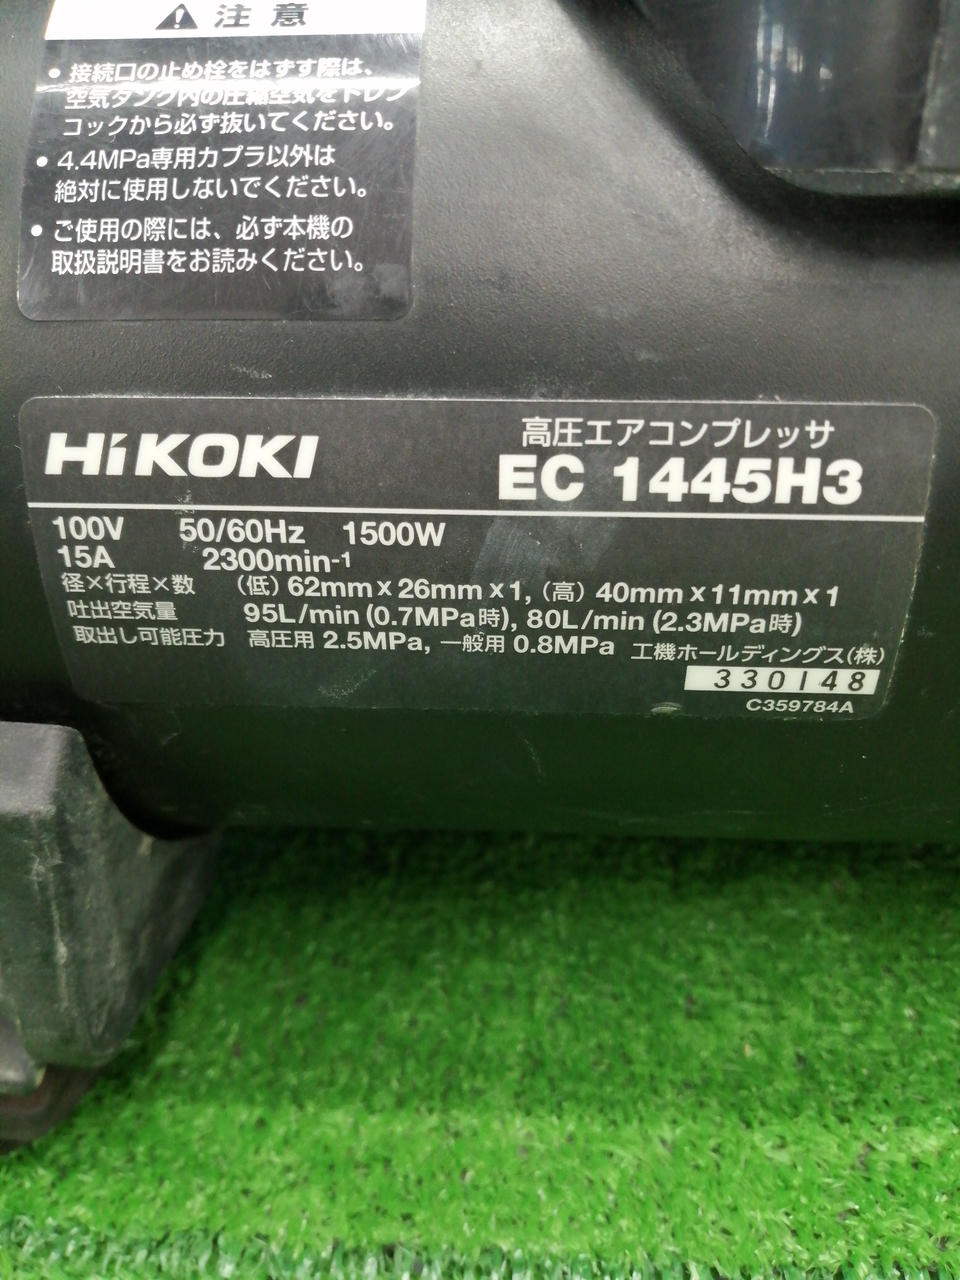 注意
• 接続口の止め栓をはずす際は、
空気タンク内の圧縮空気をドレン
コックから必ず抜いてください。
• 4.4MPa専用カプラ以外は
絶対に使用しないでください。
• ご使用の際には、必ず本機の
取扱説明書をお読みください。
HiKOKI
高圧エアコンプレッサ
EC 1445H3
100V 50/60Hz 1500W
15A 2300min-1
径×行程×数 (低) 62mm×26mm×1, (高) 40mm×11mm×1
吐出空気量 95L/min (0.7MPa時), 80L/min (2.3MPa時)
取出し可能圧力 高圧用 2.5MPa, 一般用 0.8MPa
工機ホールディングス(株)
330148
C359784A